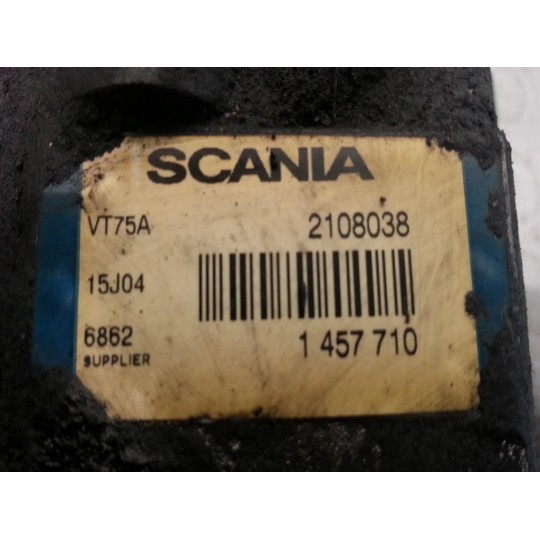 SCANIA
VT75A 2108038
15J04
6862 1 457 710
SUPPLIER